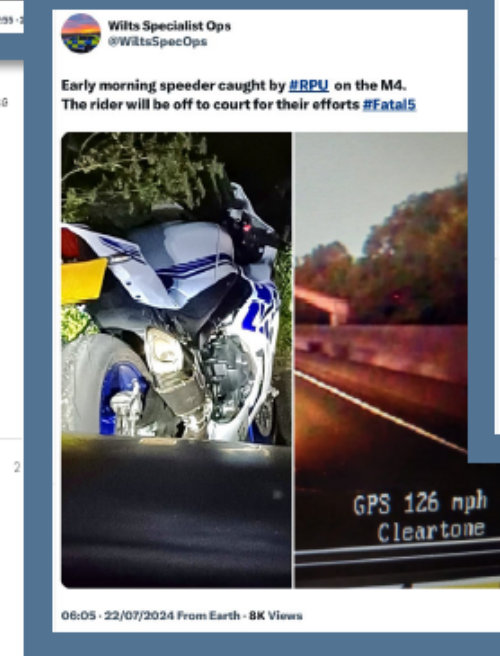 Wilts Specialist Ops
@WiltsSpecOps
Early morning speeder caught by #RPU on the M4.
The rider will be off to court for their efforts #Fatal5
GPS 126 mph
Cleartone
06:05 · 22/07/2024 From Earth · 8K Views
2